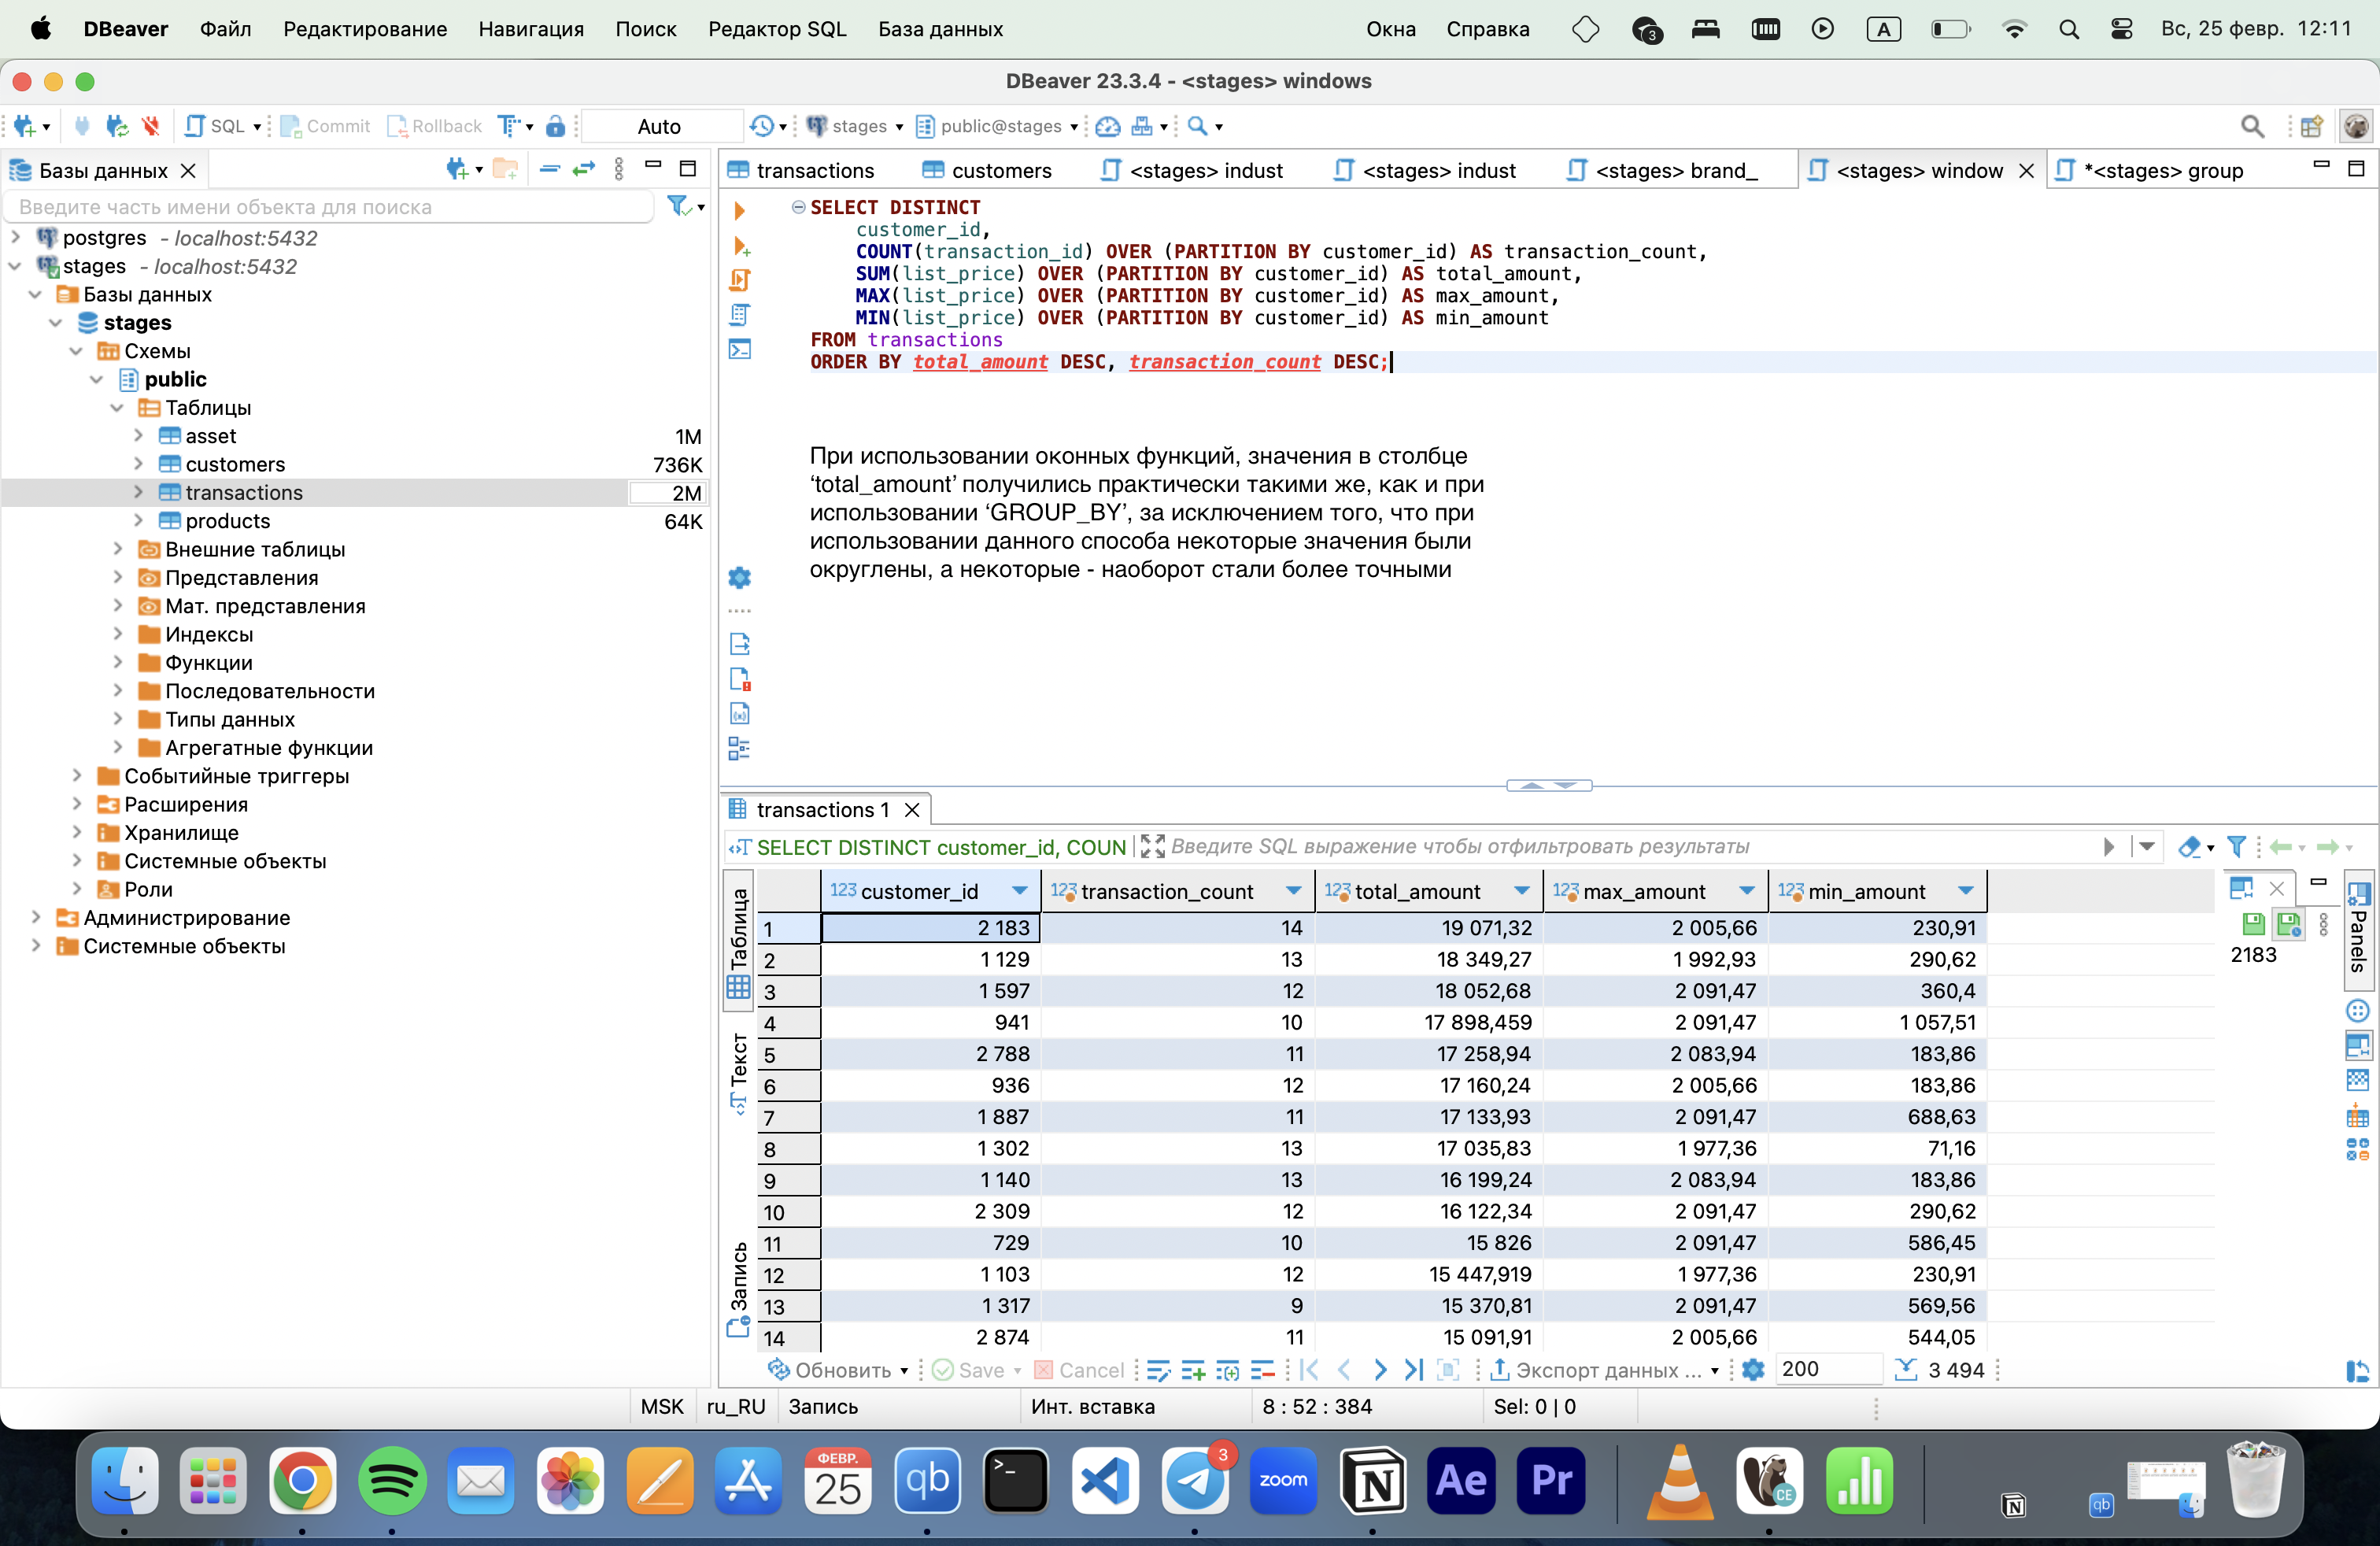 DBeaver Файл Редактирование Навигация Поиск Редактор SQL База данных Окна Справка 3 A Вс, 25 февр. 12:11
DBeaver 23.3.4 - <stages> windows
SQL Commit Rollback Auto stages public@stages
Базы данных
Введите часть имени объекта для поиска
postgres - localhost:5432
stages - localhost:5432
Базы данных
stages
Схемы
public
Таблицы
asset 1M
customers 736K
transactions 2M
products 64K
Внешние таблицы
Представления
Мат. представления
Индексы
Функции
Последовательности
Типы данных
Агрегатные функции
Событийные триггеры
Расширения
Хранилище
Системные объекты
Роли
Администрирование
Системные объекты
transactions customers <stages> indust <stages> indust <stages> brand_ <stages> window *<stages> group
SELECT DISTINCT
customer_id,
COUNT(transaction_id) OVER (PARTITION BY customer_id) AS transaction_count,
SUM(list_price) OVER (PARTITION BY customer_id) AS total_amount,
MAX(list_price) OVER (PARTITION BY customer_id) AS max_amount,
MIN(list_price) OVER (PARTITION BY customer_id) AS min_amount
FROM transactions
ORDER BY total_amount DESC, transaction_count DESC;
При использовании оконных функций, значения в столбце
‘total_amount’ получились практически такими же, как и при
использовании ‘GROUP_BY’, за исключением того, что при
использовании данного способа некоторые значения были
округлены, а некоторые - наоборот стали более точными
transactions 1
SELECT DISTINCT customer_id, COUN Введите SQL выражение чтобы отфильтровать результаты
Таблица
Текст
Запись
123 customer_id 123 transaction_count 123 total_amount 123 max_amount 123 min_amount
1 2 183 14 19 071,32 2 005,66 230,91
2 1 129 13 18 349,27 1 992,93 290,62
3 1 597 12 18 052,68 2 091,47 360,4
4 941 10 17 898,459 2 091,47 1 057,51
5 2 788 11 17 258,94 2 083,94 183,86
6 936 12 17 160,24 2 005,66 183,86
7 1 887 11 17 133,93 2 091,47 688,63
8 1 302 13 17 035,83 1 977,36 71,16
9 1 140 13 16 199,24 2 083,94 183,86
10 2 309 12 16 122,34 2 091,47 290,62
11 729 10 15 826 2 091,47 586,45
12 1 103 12 15 447,919 1 977,36 230,91
13 1 317 9 15 370,81 2 091,47 569,56
14 2 874 11 15 091,91 2 005,66 544,05
2183
Panels
Обновить Save Cancel Экспорт данных ... 200 3 494
MSK ru_RU Запись Инт. вставка 8 : 52 : 384 Sel: 0 | 0
ФЕВР.
25
qb
>_
3
zoom
N
Ae
Pr
CE
N
qb